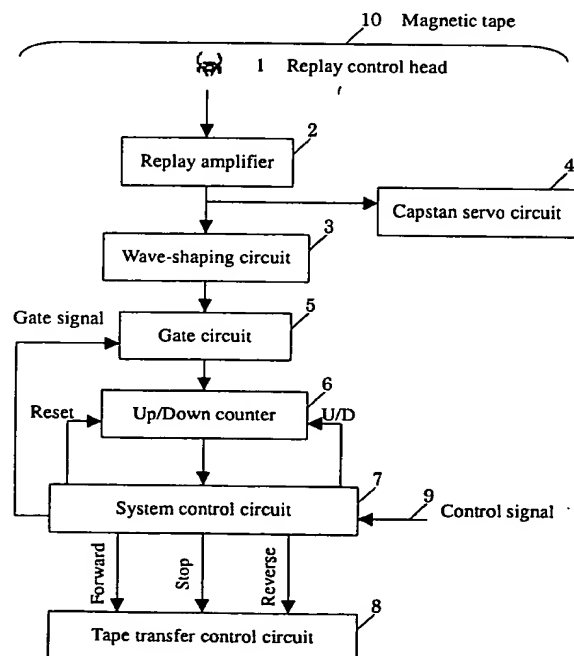 10 Magnetic tape
1 Replay control head
2
Replay amplifier
4
Capstan servo circuit
3
Wave-shaping circuit
Gate signal
5
Gate circuit
6
Reset
Up/Down counter
U/D
7
System control circuit
9
Control signal
Forward
Stop
Reverse
8
Tape transfer control circuit